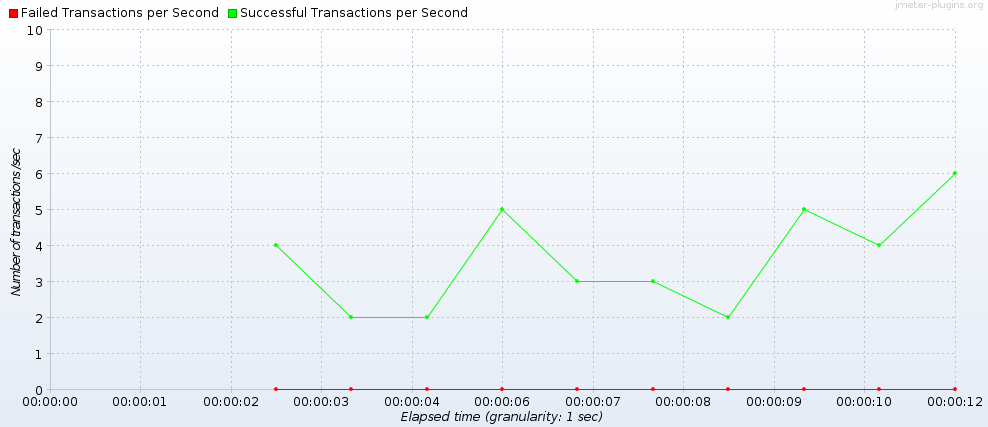 jmeter-plugins.org
Failed Transactions per Second Successful Transactions per Second
10
9
8
7
6
5
4
3
2
1
0
Number of transactions /sec
00:00:00 00:00:01 00:00:02 00:00:03 00:00:04 00:00:06 00:00:07 00:00:08 00:00:09 00:00:10 00:00:12
Elapsed time (granularity: 1 sec)